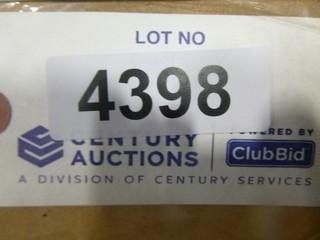 LOT NO
4398
CENTURY
AUCTIONS
POWERED BY
ClubBid
A DIVISION OF CENTURY SERVICES